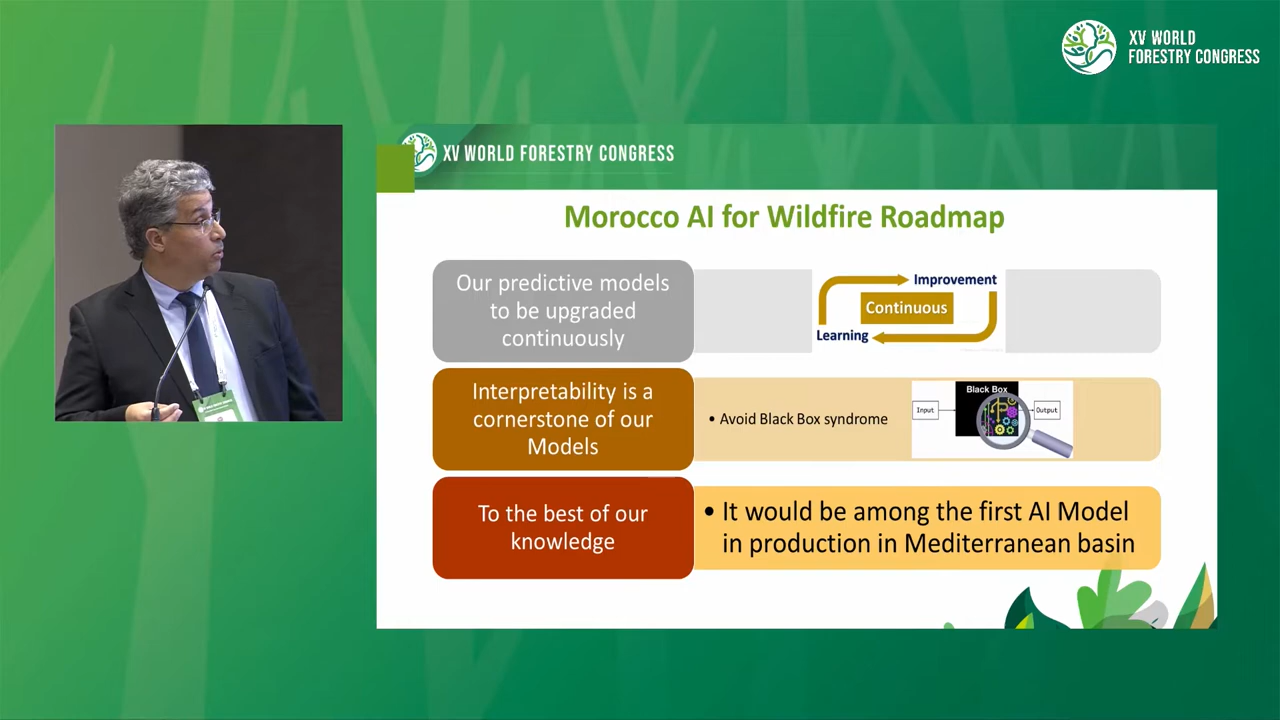 XV WORLD
FORESTRY CONGRESS
XV WORLD FORESTRY CONGRESS
Morocco AI for Wildfire Roadmap
Our predictive models
to be upgraded
continuously
Improvement
Continuous
Learning
Interpretability is a
cornerstone of our
Models
• Avoid Black Box syndrome
Black Box
Input
Output
To the best of our
knowledge
• It would be among the first AI Model
in production in Mediterranean basin